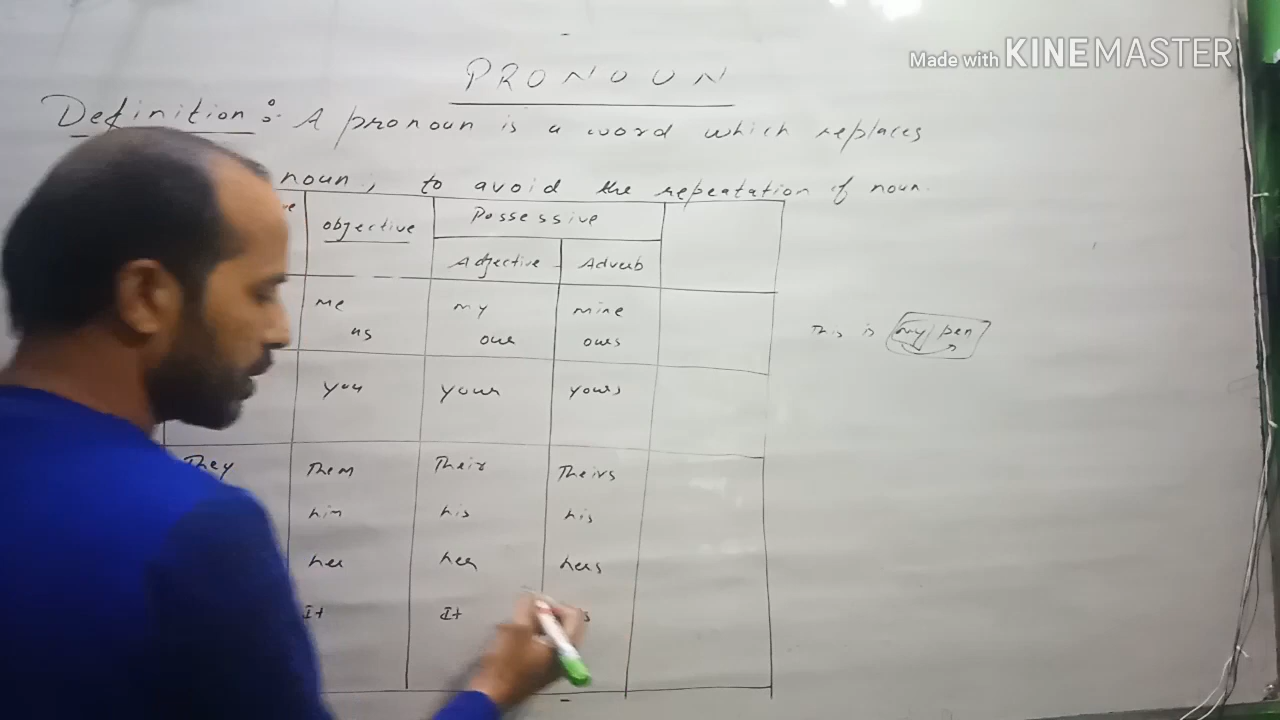 Made with KINEMASTER
PRONOUN
Definition : A pronoun is a word which replaces
noun, to avoid the repeatation of noun.
objective Possessive
Adjective Adverb
me my mine
us our ours
This is my pen
you your yours
They Them Their Theirs
him his his
her her hers
It It